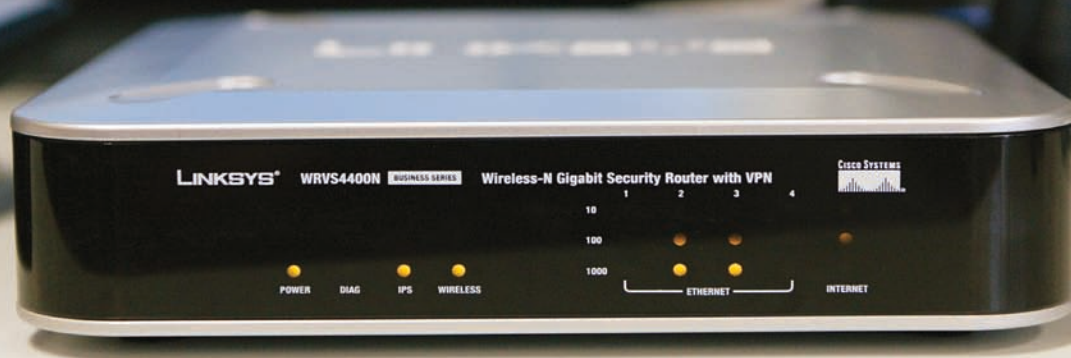 LINKSYS® WRVS4400N BUSINESS SERIES Wireless-N Gigabit Security Router with VPN
CISCO SYSTEMS
1 2 3 4
10
100
1000
POWER DIAG IPS WIRELESS ETHERNET INTERNET